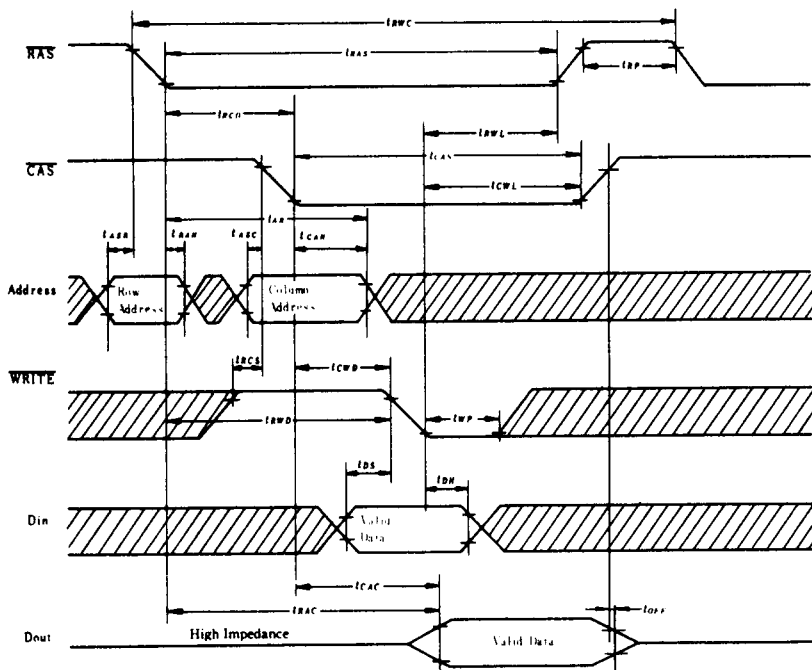 tRWC
RAS
tRAS
tRP
tRCD
tRWL
CAS
tCAS
tCWL
tAR
tASR
tRAH
tASC
tCAH
Address
Row
Address
Column
Address
tRCS
tCWD
WRITE
tRWD
tWP
tDS
tDH
Din
Valid
Data
tCAC
tRAC
tOFF
Dout
High Impedance
Valid Data